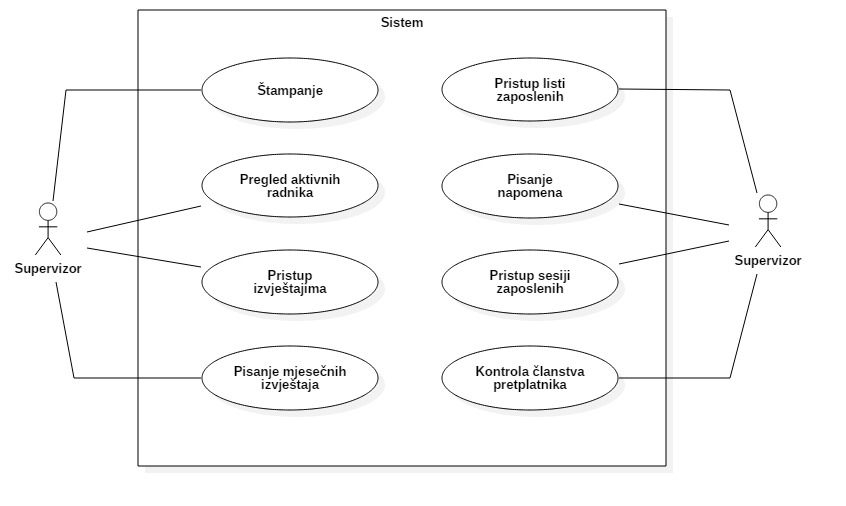 Sistem
Štampanje
Pristup listi
zaposlenih
Pregled aktivnih
radnika
Pisanje
napomena
Supervizor
Supervizor
Pristup
izvještajima
Pristup sesiji
zaposlenih
Pisanje mjesečnih
izvještaja
Kontrola članstva
pretplatnika